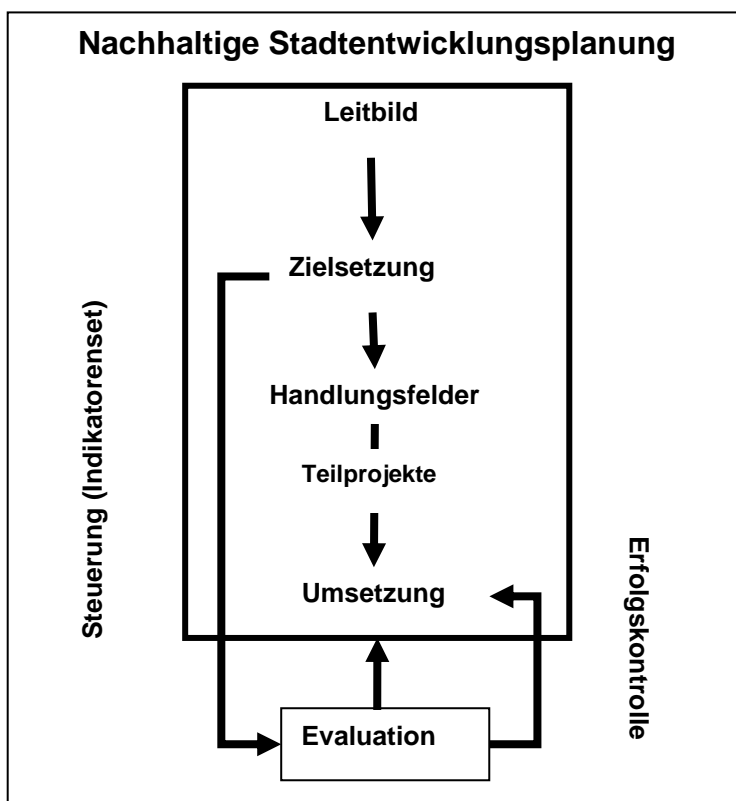 Nachhaltige Stadtentwicklungsplanung
Leitbild
Zielsetzung
Handlungsfelder
Teilprojekte
Umsetzung
Evaluation
Steuerung (Indikatorenset)
Erfolgskontrolle